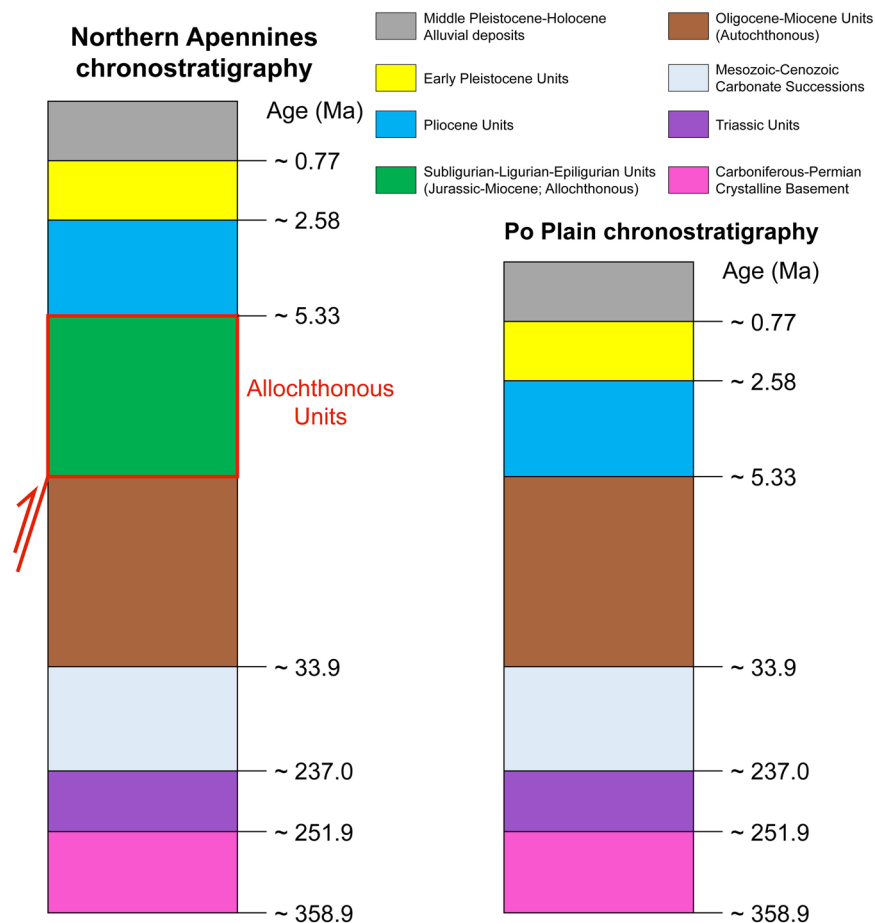 Northern Apennines
chronostratigraphy
Age (Ma)
~ 0.77
~ 2.58
~ 5.33
Allochthonous
Units
~ 33.9
~ 237.0
~ 251.9
~ 358.9
Middle Pleistocene-Holocene
Alluvial deposits
Early Pleistocene Units
Pliocene Units
Subligurian-Ligurian-Epiligurian Units
(Jurassic-Miocene; Allochthonous)
Oligocene-Miocene Units
(Autochthonous)
Mesozoic-Cenozoic
Carbonate Successions
Triassic Units
Carboniferous-Permian
Crystalline Basement
Po Plain chronostratigraphy
Age (Ma)
~ 0.77
~ 2.58
~ 5.33
~ 33.9
~ 237.0
~ 251.9
~ 358.9